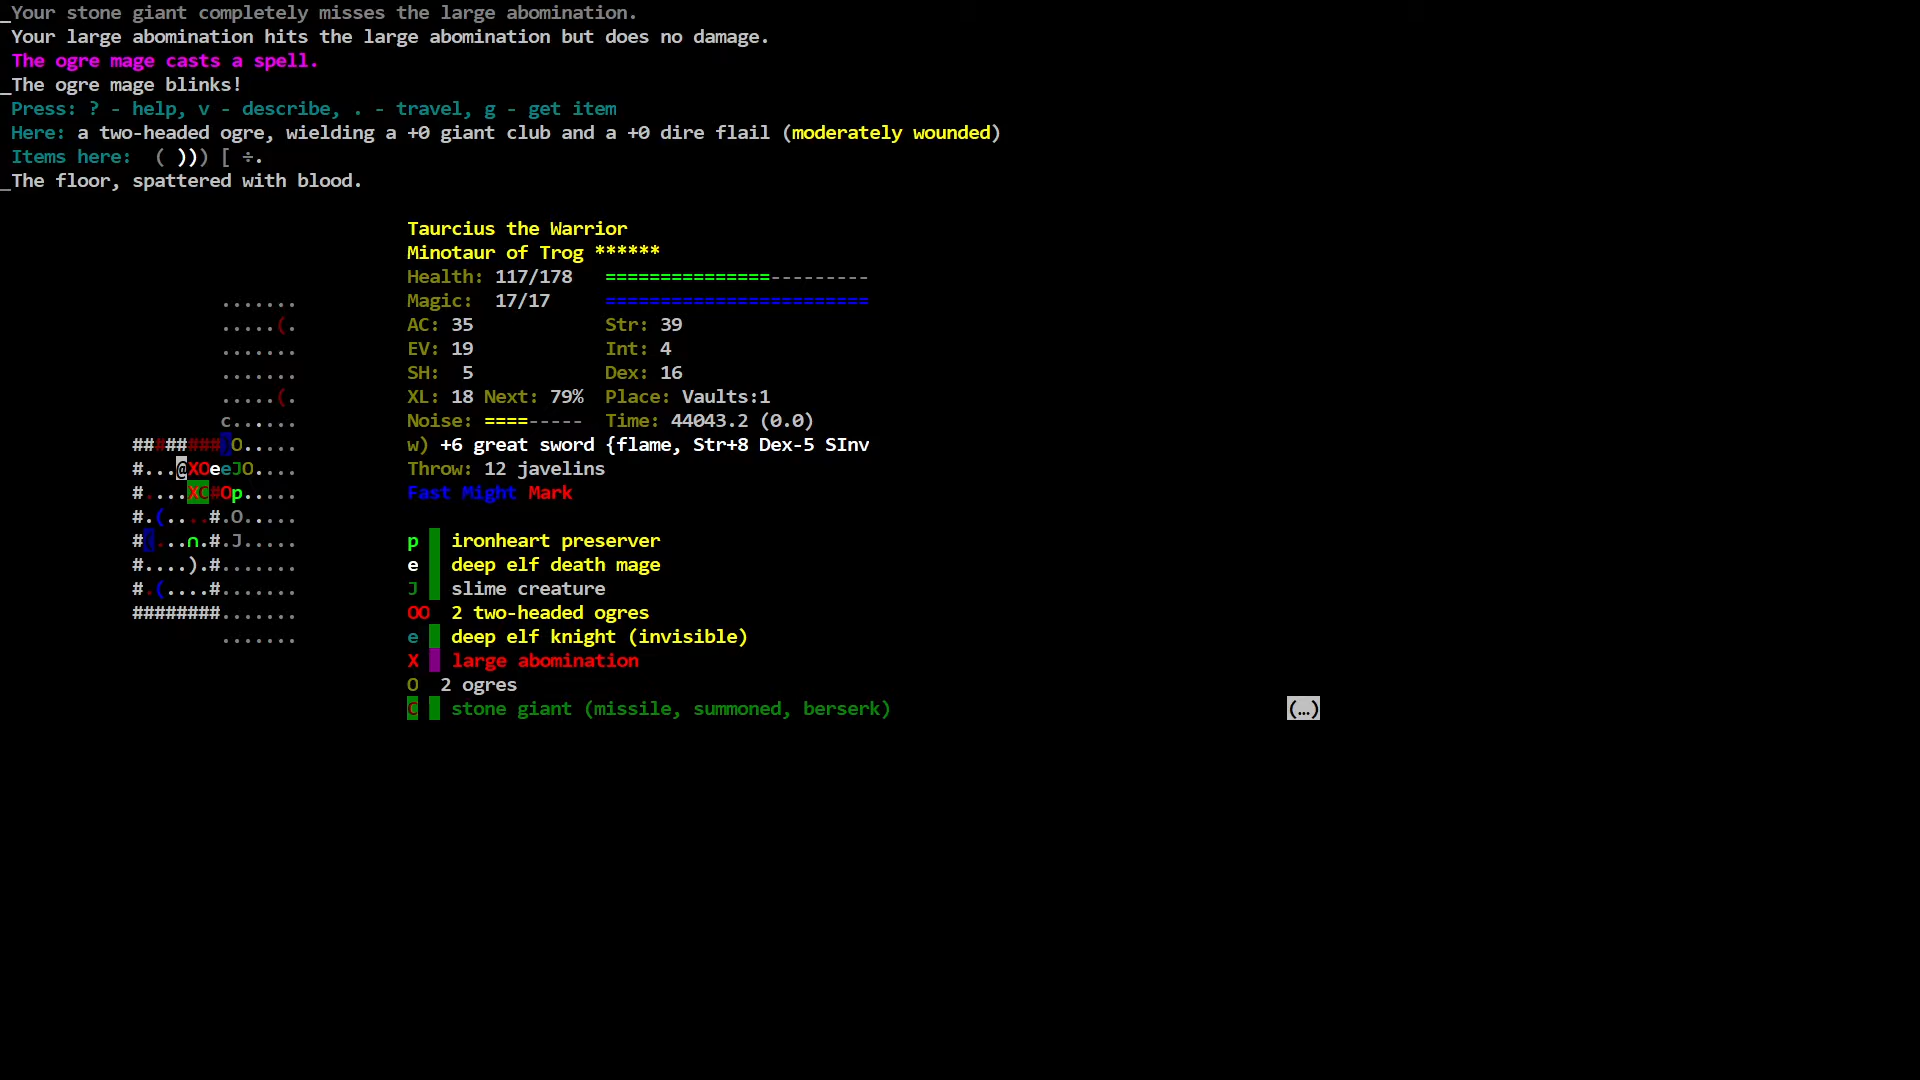 _Your stone giant completely misses the large abomination.
Your large abomination hits the large abomination but does no damage.
The ogre mage casts a spell.
_The ogre mage blinks!
Press: ? - help, v - describe, . - travel, g - get item
Here: a two-headed ogre, wielding a +0 giant club and a +0 dire flail (moderately wounded)
Items here: ( ))) [ ÷.
_The floor, spattered with blood.
Taurcius the Warrior
Minotaur of Trog ******
Health: 117/178 ===============---------
Magic: 17/17 ========================
.......
AC: 35 Str: 39
.....(.
EV: 19 Int: 4
.......
SH: 5 Dex: 16
.......
XL: 18 Next: 79% Place: Vaults:1
.....(.
Noise: ====----- Time: 44043.2 (0.0)
c......
w) +6 great sword {flame, Str+8 Dex-5 SInv
######## O.....
Throw: 12 javelins
#...@XOeeJO....
Fast Might Mark
#.....XC#Op.....
#.(....#.O.....
p ironheart preserver
#(...n.#.J.....
e deep elf death mage
#....).#.......
J slime creature
#.(....#.......
OO 2 two-headed ogres
########.......
e deep elf knight (invisible)
.......
X large abomination
O 2 ogres
C stone giant (missile, summoned, berserk) (…)